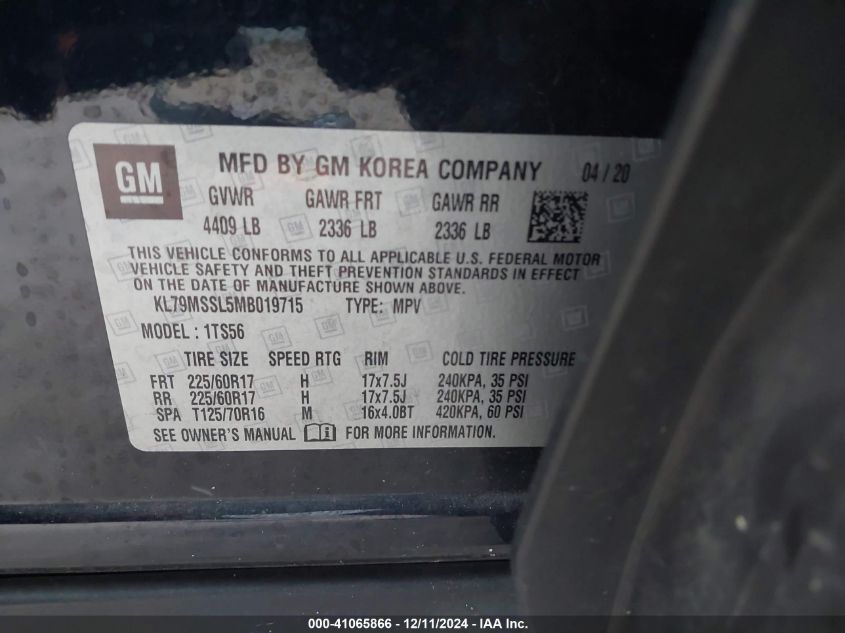 GM
MFD BY GM KOREA COMPANY 04 / 20
GVWR GAWR FRT GAWR RR
4409 LB 2336 LB 2336 LB
THIS VEHICLE CONFORMS TO ALL APPLICABLE U.S. FEDERAL MOTOR
VEHICLE SAFETY AND THEFT PREVENTION STANDARDS IN EFFECT
ON THE DATE OF MANUFACTURE SHOWN ABOVE.
KL79MSSL5MB019715 TYPE: MPV
MODEL : 1TS56
TIRE SIZE SPEED RTG RIM COLD TIRE PRESSURE
FRT 225/60R17 H 17x7.5J 240KPA, 35 PSI
RR 225/60R17 H 17x7.5J 240KPA, 35 PSI
SPA T125/70R16 M 16x4.0BT 420KPA, 60 PSI
SEE OWNER'S MANUAL FOR MORE INFORMATION.
000-41065866 - 12/11/2024 - IAA Inc.